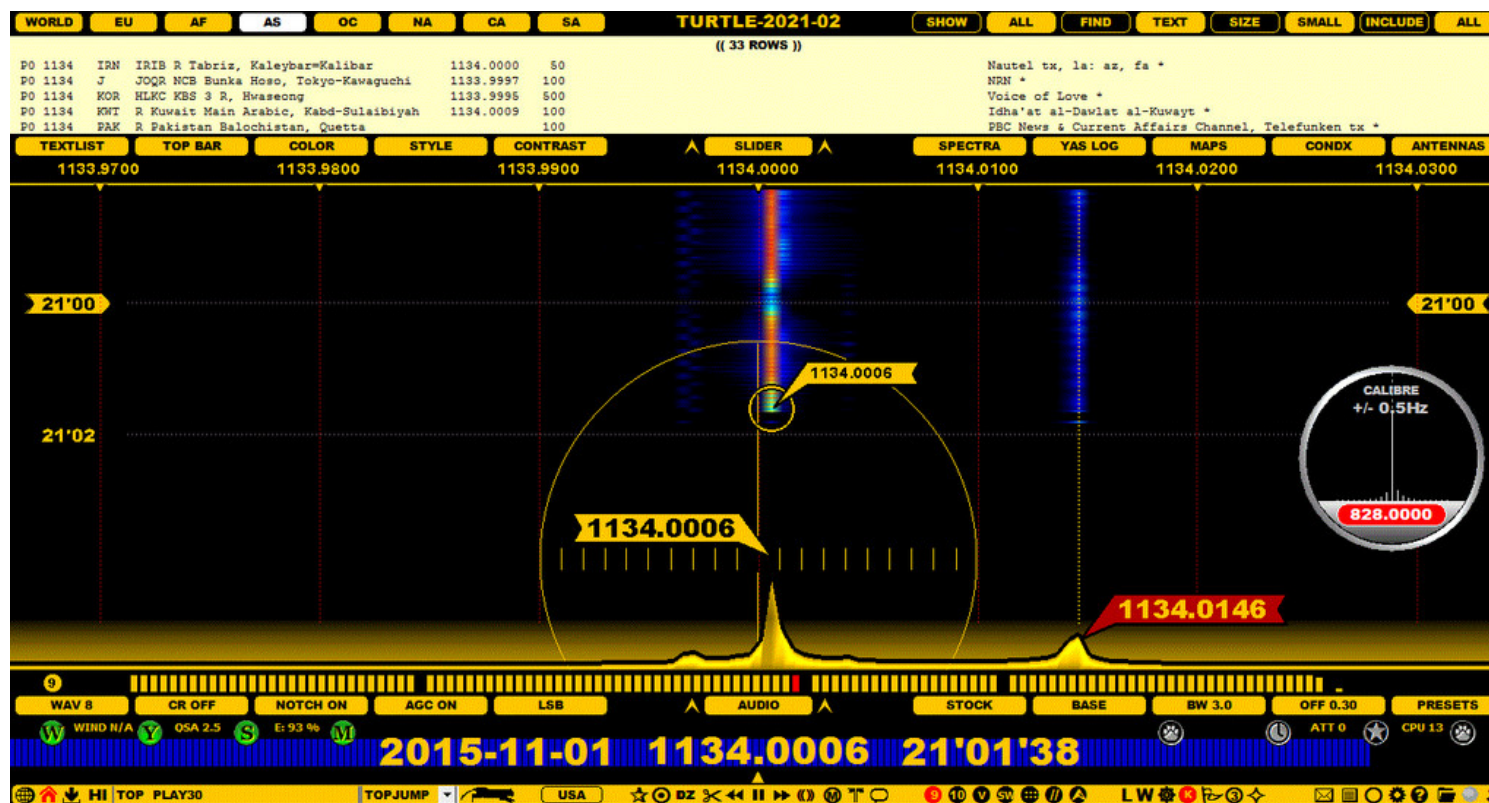 WORLD EU AF AS OC NA CA SA TURTLE-2021-02 SHOW ALL FIND TEXT SIZE SMALL INCLUDE ALL
(( 33 ROWS ))
P0 1134 IRN IRIB R Tabriz, Kaleybar=Kalibar 1134.0000 50 Nautel tx, la: az, fa *
P0 1134 J JOQR NCB Bunka Hoso, Tokyo-Kawaguchi 1133.9997 100 NRN *
P0 1134 KOR HLKC KBS 3 R, Hwaseong 1133.9995 500 Voice of Love *
P0 1134 KWT R Kuwait Main Arabic, Kabd-Sulaibiyah 1134.0009 100 Idha'at al-Dawlat al-Kuwayt *
P0 1134 PAK R Pakistan Balochistan, Quetta 100 PBC News & Current Affairs Channel, Telefunken tx *
TEXTLIST TOP BAR COLOR STYLE CONTRAST SLIDER SPECTRA YAS LOG MAPS CONDX ANTENNAS
1133.9700 1133.9800 1133.9900 1134.0000 1134.0100 1134.0200 1134.0300
21'00 21'00
1134.0006
CALIBRE
+/- 0.5Hz
21'02
828.0000
1134.0006
1134.0146
9
WAV 8 CR OFF NOTCH ON AGC ON LSB AUDIO STOCK BASE BW 3.0 OFF 0.30 PRESETS
W WIND N/A Y QSA 2.5 S E: 93 % M ATT 0 CPU 13
2015-11-01 1134.0006 21'01'38
HI TOP PLAY30 TOPJUMP USA DZ M T 9 10 V SW L W K 3 ?